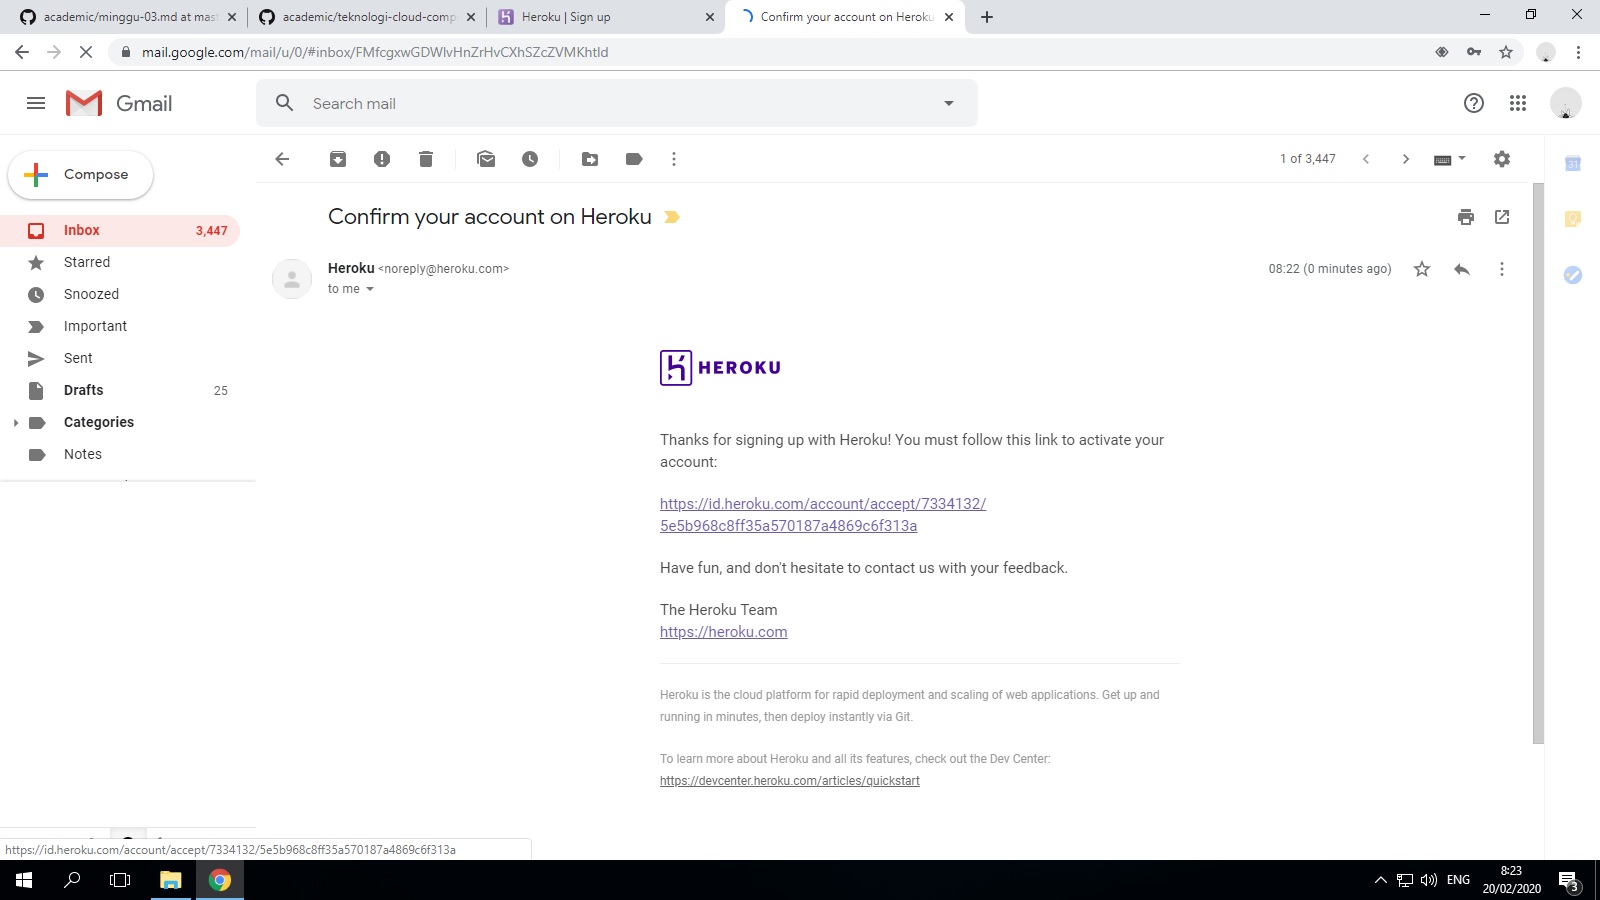 academic/minggu-03.md at mast
academic/teknologi-cloud-comp
Heroku | Sign up
Confirm your account on Heroku
mail.google.com/mail/u/0/#inbox/FMfcgxwGDWlvHnZrHvCXhSZcZVMKhtld
Gmail
Search mail
Compose
1 of 3,447
31
Inbox 3,447
Starred
Snoozed
Important
Sent
Drafts 25
Categories
Notes
Confirm your account on Heroku
Heroku <noreply@heroku.com>
08:22 (0 minutes ago)
to me
HEROKU
Thanks for signing up with Heroku! You must follow this link to activate your
account:
https://id.heroku.com/account/accept/7334132/
5e5b968c8ff35a570187a4869c6f313a
Have fun, and don't hesitate to contact us with your feedback.
The Heroku Team
https://heroku.com
Heroku is the cloud platform for rapid deployment and scaling of web applications. Get up and
running in minutes, then deploy instantly via Git.
To learn more about Heroku and all its features, check out the Dev Center:
https://devcenter.heroku.com/articles/quickstart
https://id.heroku.com/account/accept/7334132/5e5b968c8ff35a570187a4869c6f313a
ENG
8:23
20/02/2020
3